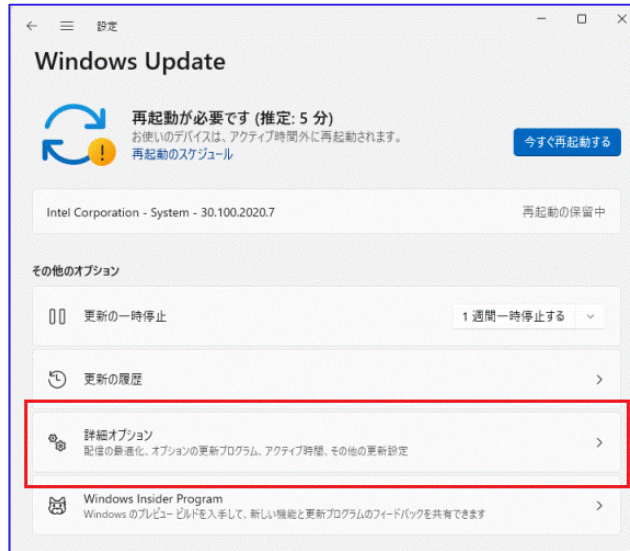 設定
Windows Update
再起動が必要です (推定: 5 分)
お使いのデバイスは、アクティブ時間外に再起動されます。
再起動のスケジュール
今すぐ再起動する
Intel Corporation - System - 30.100.2020.7
再起動の保留中
その他のオプション
更新の一時停止
1 週間一時停止する
更新の履歴
詳細オプション
配信の最適化、オプションの更新プログラム、アクティブ時間、その他の更新設定
Windows Insider Program
Windows のプレビュー ビルドを入手して、新しい機能と更新プログラムのフィードバックを共有できます